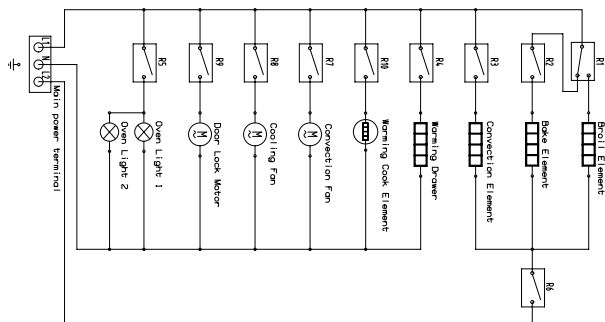 L1
N
L2
Main power terminal
R5
R9
R8
R7
R10
R4
R3
R2
R1
R6
M
M
M
Oven Light 2
Oven Light 1
Door Lock Motor
Cooling Fan
Convection Fan
Warming Cook Element
Warming Drawer
Convection Element
Bake Element
Broil Element